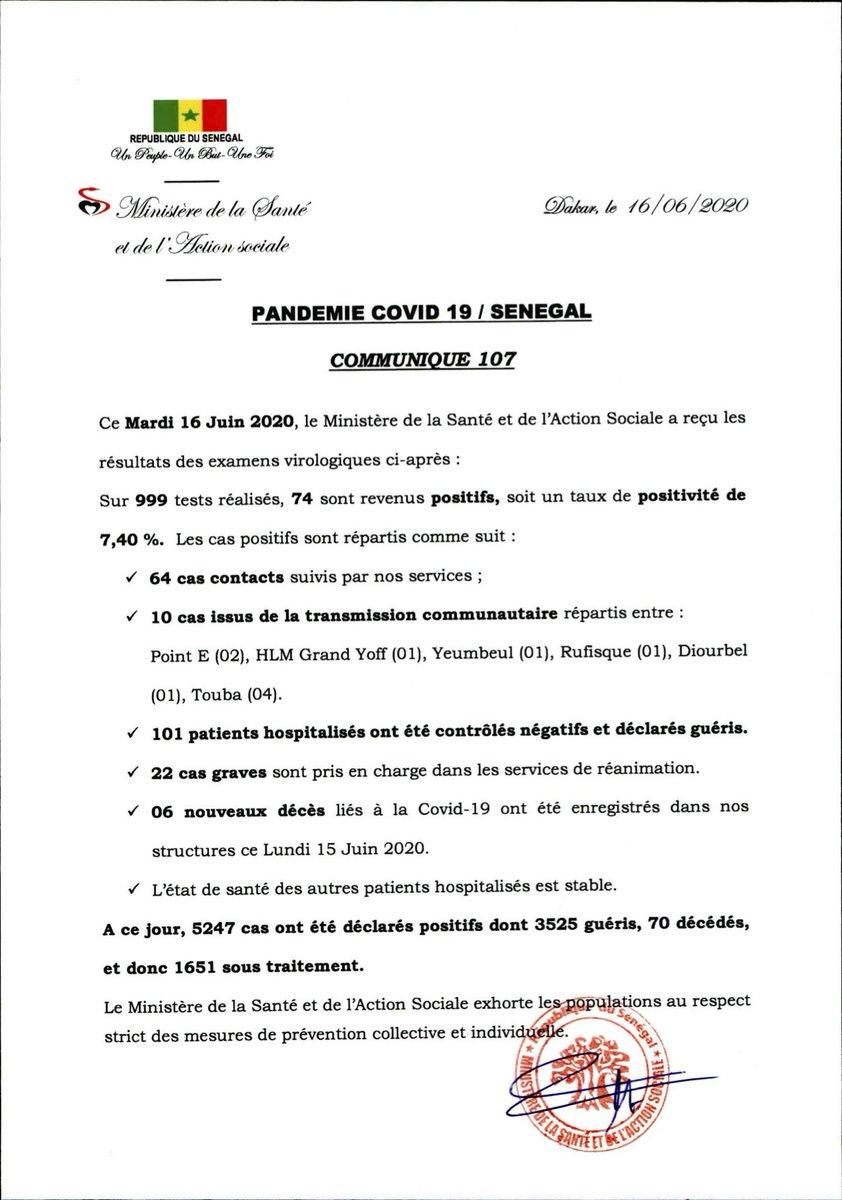 REPUBLIQUE DU SENEGAL
Un Peuple - Un But - Une Foi
Ministère de la Santé
et de l'Action sociale
Dakar, le 16/06/2020
PANDEMIE COVID 19 / SENEGAL
COMMUNIQUE 107
Ce Mardi 16 Juin 2020, le Ministère de la Santé et de l'Action Sociale a reçu les
résultats des examens virologiques ci-après :
Sur 999 tests réalisés, 74 sont revenus positifs, soit un taux de positivité de
7,40 %. Les cas positifs sont répartis comme suit :
✓ 64 cas contacts suivis par nos services ;
✓ 10 cas issus de la transmission communautaire répartis entre :
Point E (02), HLM Grand Yoff (01), Yeumbeul (01), Rufisque (01), Diourbel
(01), Touba (04).
✓ 101 patients hospitalisés ont été contrôlés négatifs et déclarés guéris.
✓ 22 cas graves sont pris en charge dans les services de réanimation.
✓ 06 nouveaux décès liés à la Covid-19 ont été enregistrés dans nos
structures ce Lundi 15 Juin 2020.
✓ L'état de santé des autres patients hospitalisés est stable.
A ce jour, 5247 cas ont été déclarés positifs dont 3525 guéris, 70 décédés,
et donc 1651 sous traitement.
Le Ministère de la Santé et de l'Action Sociale exhorte les populations au respect
strict des mesures de prévention collective et individuelle.
République du Sénégal
MINISTRE DE LA SANTÉ ET DE L'ACTION SOCIALE